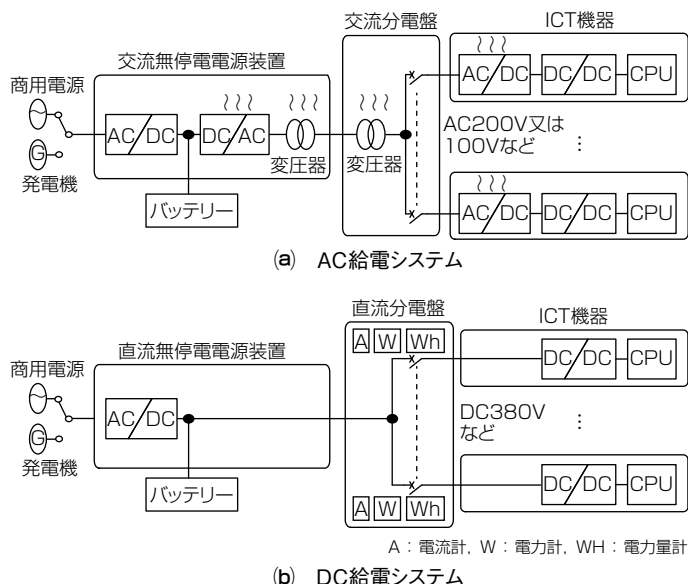 交流分電盤
ICT機器
交流無停電電源装置
商用電源
AC/DC
DC/DC
CPU
AC/DC
DC/AC
AC200V又は
100Vなど
⋮
G
変圧器
変圧器
発電機
バッテリー
AC/DC
DC/DC
CPU
(a) AC給電システム
直流分電盤
ICT機器
直流無停電電源装置
A W Wh
商用電源
DC/DC
CPU
AC/DC
DC380V
など
⋮
G
発電機
バッテリー
DC/DC
CPU
A W Wh
A：電流計，W：電力計，WH：電力量計
(b) DC給電システム